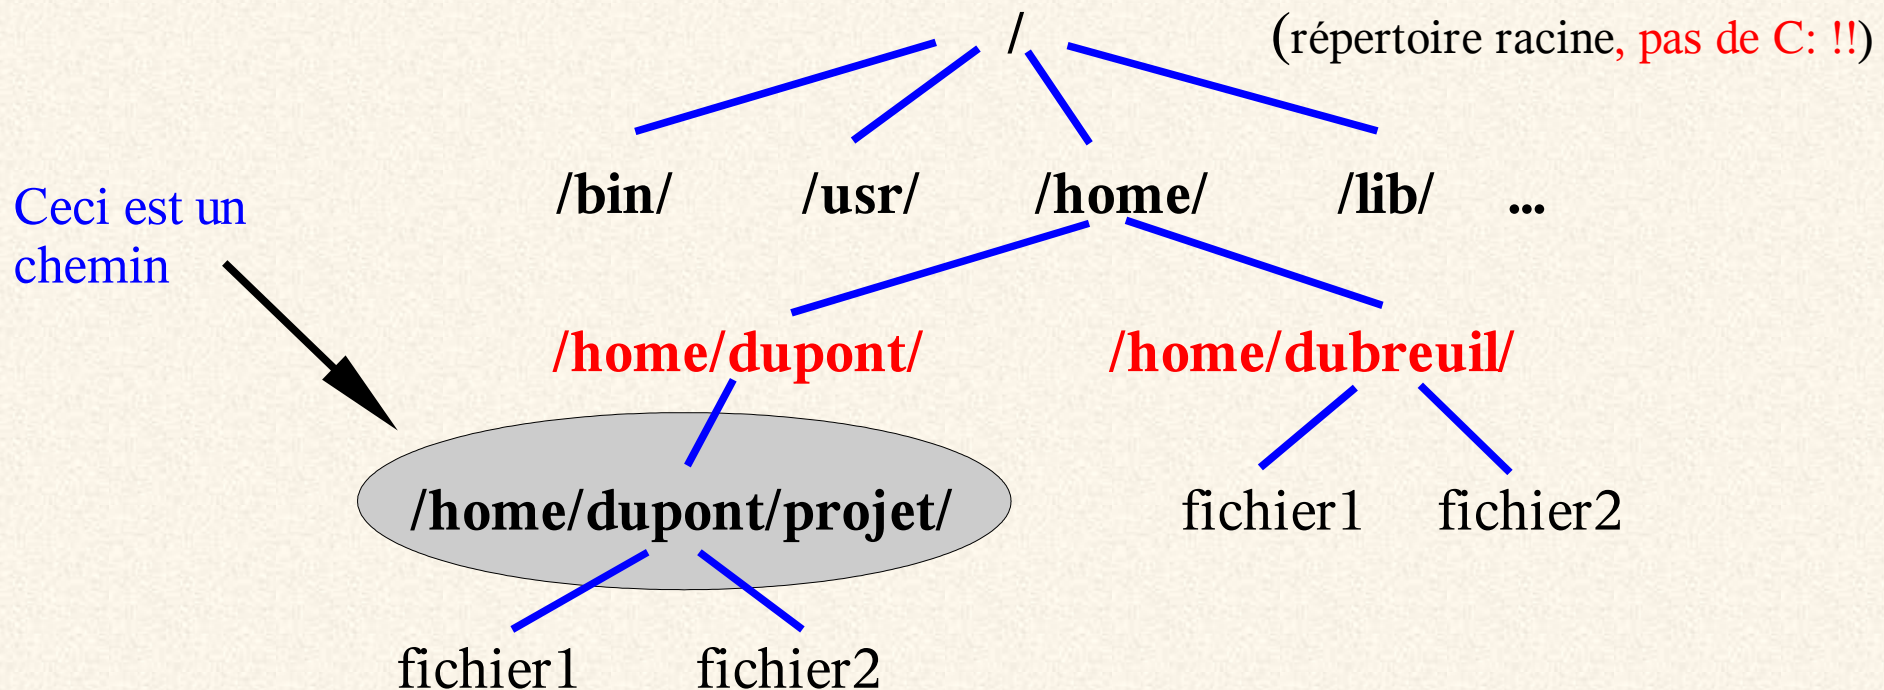 / (répertoire racine, pas de C: !!)
/bin/ /usr/ /home/ /lib/ ...
Ceci est un
chemin
/home/dupont/ /home/dubreuil/
/home/dupont/projet/ fichier1 fichier2
fichier1 fichier2